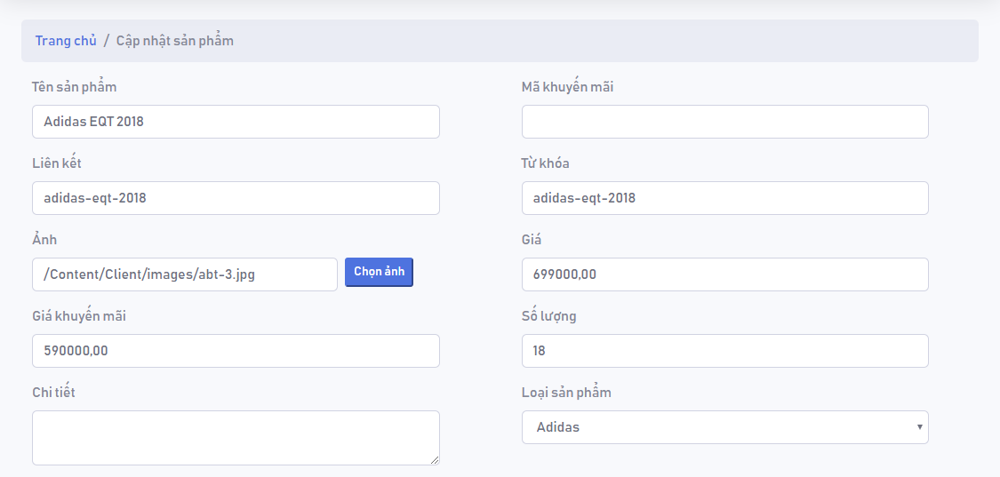 Trang chủ / Cập nhật sản phẩm
Tên sản phẩm
Mã khuyến mãi
Adidas EQT 2018
Liên kết
Từ khóa
adidas-eqt-2018
adidas-eqt-2018
Ảnh
Giá
/Content/Client/images/abt-3.jpg
Chọn ảnh
699000,00
Giá khuyến mãi
Số lượng
590000,00
18
Chi tiết
Loại sản phẩm
Adidas